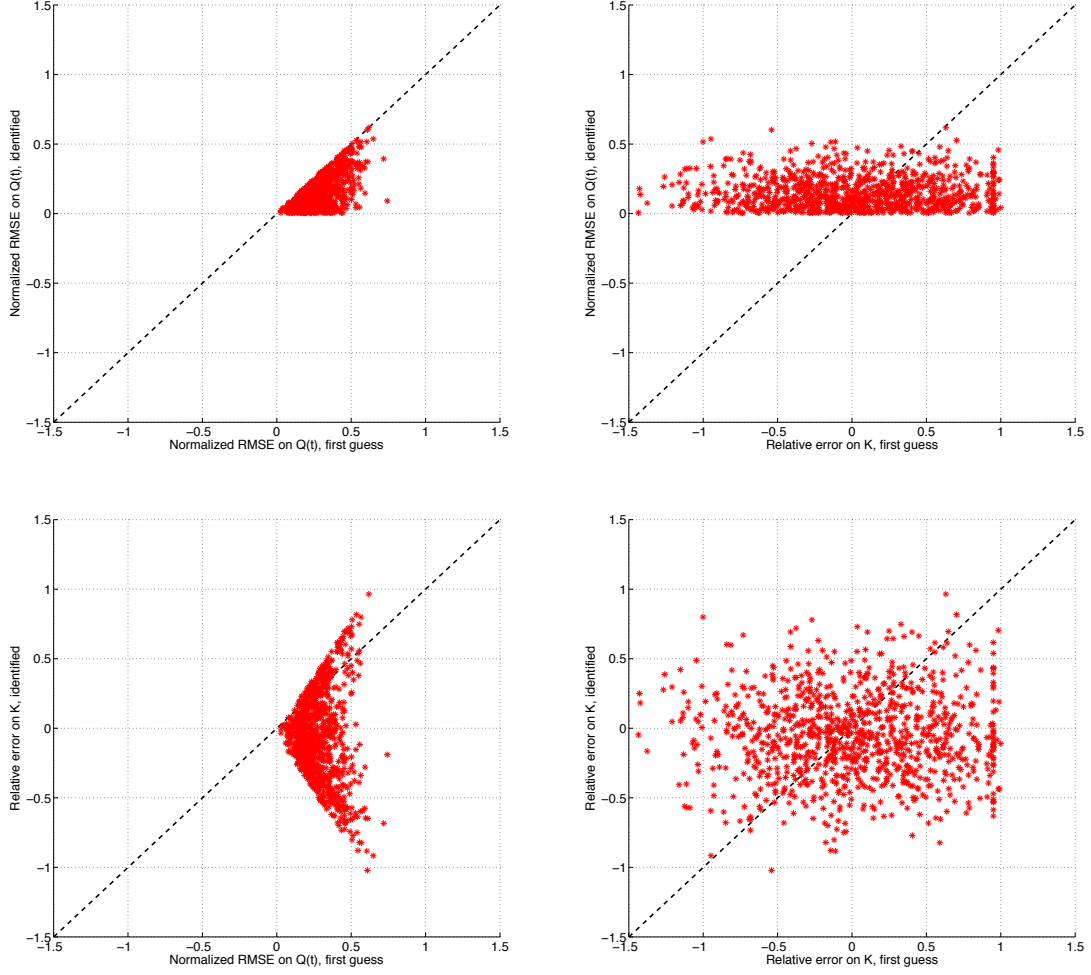 1.5
1
0.5
0
−0.5
−1
−1.5
−1.5 −1 −0.5 0 0.5 1 1.5
Normalized RMSE on Q(t), identified
Normalized RMSE on Q(t), first guess
1.5
1
0.5
0
−0.5
−1
−1.5
−1.5 −1 −0.5 0 0.5 1 1.5
Normalized RMSE on Q(t), identified
Relative error on K, first guess
1.5
1
0.5
0
−0.5
−1
−1.5
−1.5 −1 −0.5 0 0.5 1 1.5
Relative error on K, identified
Normalized RMSE on Q(t), first guess
1.5
1
0.5
0
−0.5
−1
−1.5
−1.5 −1 −0.5 0 0.5 1 1.5
Relative error on K, identified
Relative error on K, first guess